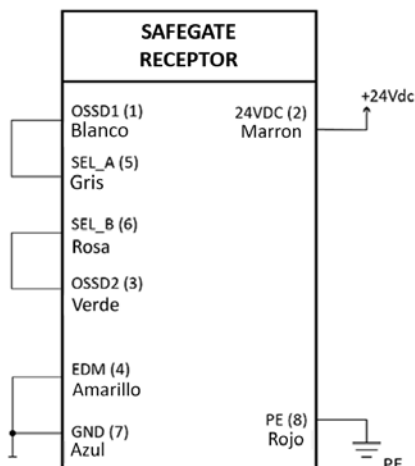 SAFEGATE
RECEPTOR
OSSD1 (1)
Blanco
SEL_A (5)
Gris
SEL_B (6)
Rosa
OSSD2 (3)
Verde
EDM (4)
Amarillo
GND (7)
Azul
24VDC (2)
Marron
+24Vdc
PE (8)
Rojo
PE